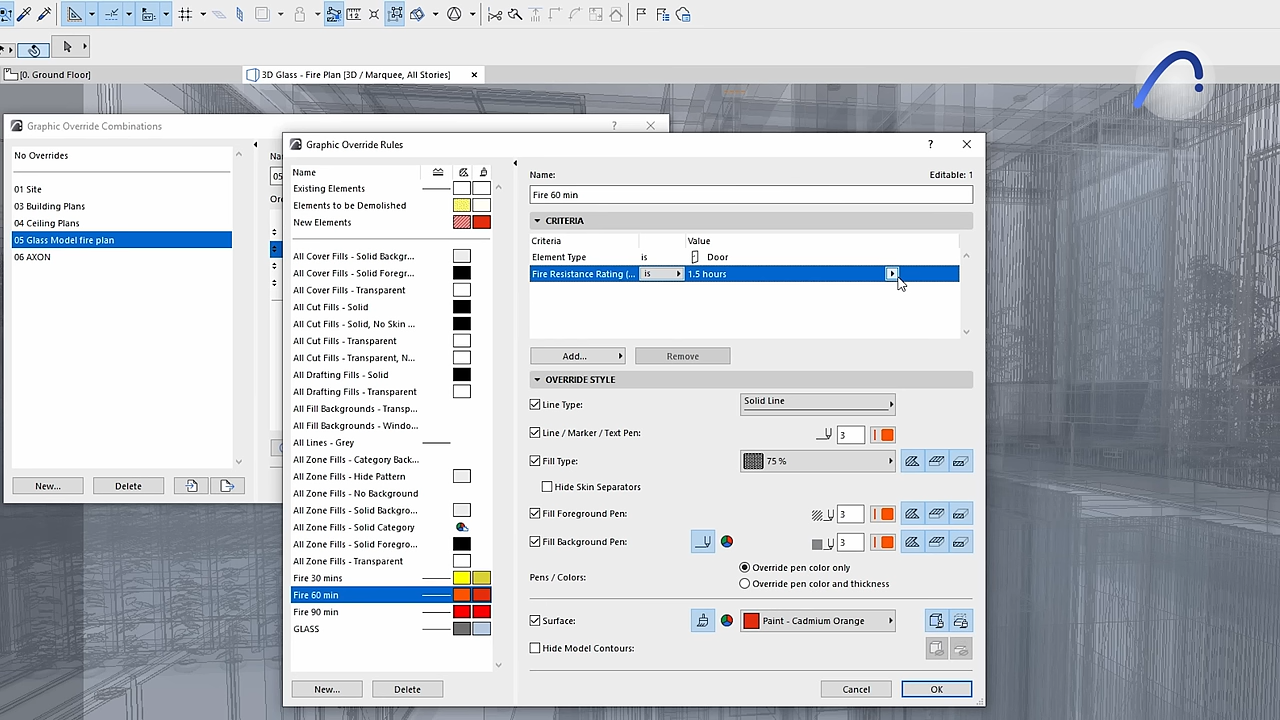 [0. Ground Floor]
3D Glass - Fire Plan [3D / Marquee, All Stories]
Graphic Override Combinations
No Overrides
01 Site
03 Building Plans
04 Ceiling Plans
05 Glass Model fire plan
06 AXON
New...
Delete
Na
05
Or
Graphic Override Rules
Name
Existing Elements
Elements to be Demolished
New Elements
All Cover Fills - Solid Backgr...
All Cover Fills - Solid Foregr...
All Cover Fills - Transparent
All Cut Fills - Solid
All Cut Fills - Solid, No Skin ...
All Cut Fills - Transparent
All Cut Fills - Transparent, N...
All Drafting Fills - Solid
All Drafting Fills - Transparent
All Fill Backgrounds - Transp...
All Fill Backgrounds - Windo...
All Lines - Grey
All Zone Fills - Category Back...
All Zone Fills - Hide Pattern
All Zone Fills - No Background
All Zone Fills - Solid Backgro...
All Zone Fills - Solid Category
All Zone Fills - Solid Foregro...
All Zone Fills - Transparent
Fire 30 mins
Fire 60 min
Fire 90 min
GLASS
New...
Delete
Name:
Editable: 1
Fire 60 min
CRITERIA
Criteria
Value
Element Type is Door
Fire Resistance Rating (... is 1.5 hours
Add...
Remove
OVERRIDE STYLE
Line Type:
Solid Line
Line / Marker / Text Pen:
3
Fill Type:
75 %
Hide Skin Separators
Fill Foreground Pen:
3
Fill Background Pen:
3
Pen / Colors:
Override pen color only
Override pen color and thickness
Surface:
Paint - Cadmium Orange
Hide Model Contours:
Cancel
OK